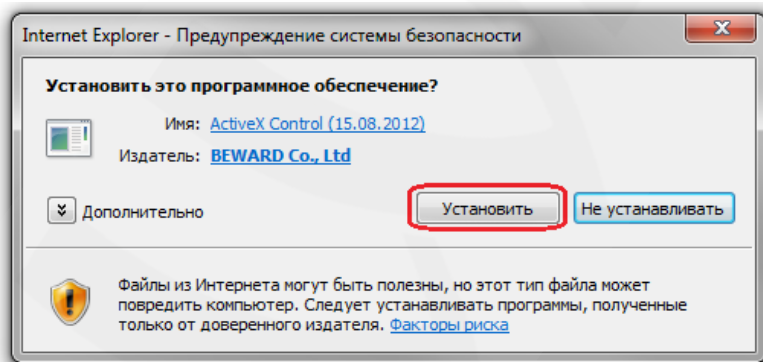 Internet Explorer - Предупреждение системы безопасности
Установить это программное обеспечение?
Имя: ActiveX Control (15.08.2012)
Издатель: BEWARD Co., Ltd
Дополнительно
Установить
Не устанавливать
Файлы из Интернета могут быть полезны, но этот тип файла может
повредить компьютер. Следует устанавливать программы, полученные
только от доверенного издателя. Факторы риска